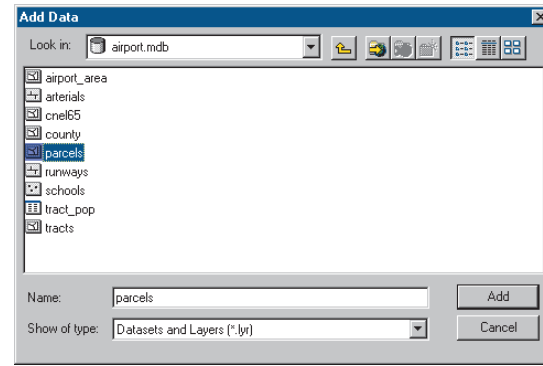 Add Data
Look in: airport.mdb
airport_area
arterials
cnel65
county
parcels
runways
schools
tract_pop
tracts
Name: parcels Add
Show of type: Datasets and Layers (*.lyr) Cancel